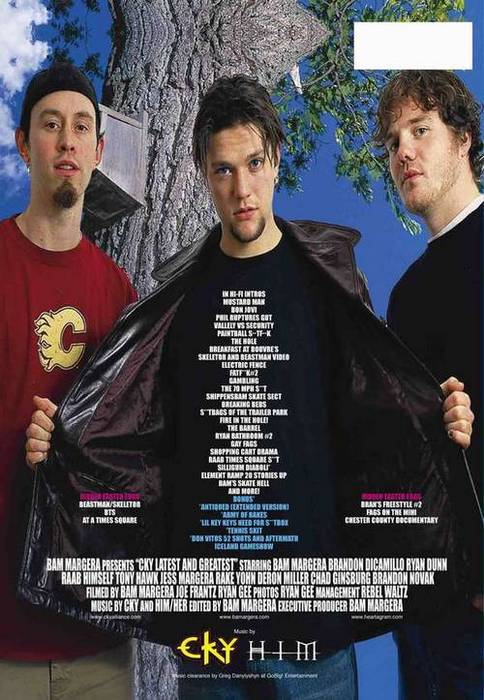 IN HI-FI INTROS
MUSTARD MAN
BON JOVI
PHIL RUPTURES GUT
VALLELY VS SECURITY
PAINTBALL S-TF-K
THE HOLE
BREAKFAST AT BOUVRE'S
SKELETOR AND BEASTMAN VIDEO
ELECTRIC FENCE
FATF**K#2
GAMBLING
THE 70 MPH S**T
SHIPPENSBAM SKATE SECT
BREAKING BEDS
S**TBAGS OF THE TRAILER PARK
FIRE IN THE HOLE!
THE BARREL
RYAN BATHROOM #2
GAY FAGS
SHOPPING CART DRAMA
RAAB TIMES SQUARE S**T
SILLIGUM DIABOLI'
ELEMENT RAMP 20 STORIES UP
BAM'S SKATE HELL
AND MORE!
BONUS'
'ANTIQUED (EXTENDED VERSION)
'ARMY OF RAKES
'LIL KEY KEYS NEED FOR S**TBOX
'TENNIS SKIT
'DON VITOS 52 SHOTS AND AFTERMATH
ICELAND GAMESHOW
HIDDEN EASTER EGGS
BEASTMAN/SKELETOR
BTS
AT A TIMES SQUARE
HIDDEN EASTER EGGS
BRAN'S FREESTYLE #2
FAGS ON THE MINI
CHESTER COUNTY DOCUMENTARY
BAM MARGERA PRESENTS "CKY LATEST AND GREATEST" STARRING BAM MARGERA BRANDON DICAMILLO RYAN DUNN
RAAB HIMSELF TONY HAWK JESS MARGERA RAKE YOHN DERON MILLER CHAD GINSBURG BRANDON NOVAK
FILMED BY BAM MARGERA JOE FRANTZ RYAN GEE PHOTOS RYAN GEE MANAGEMENT REBEL WALTZ
MUSIC BY CKY AND HIM/HER EDITED BY BAM MARGERA EXECUTIVE PRODUCER BAM MARGERA
www.ckyalliance.com www.bammargera.com www.heartagram.com
Music by
CKY HIM
Music clearance by Greg Danylyshyn at GoBig! Entertainment